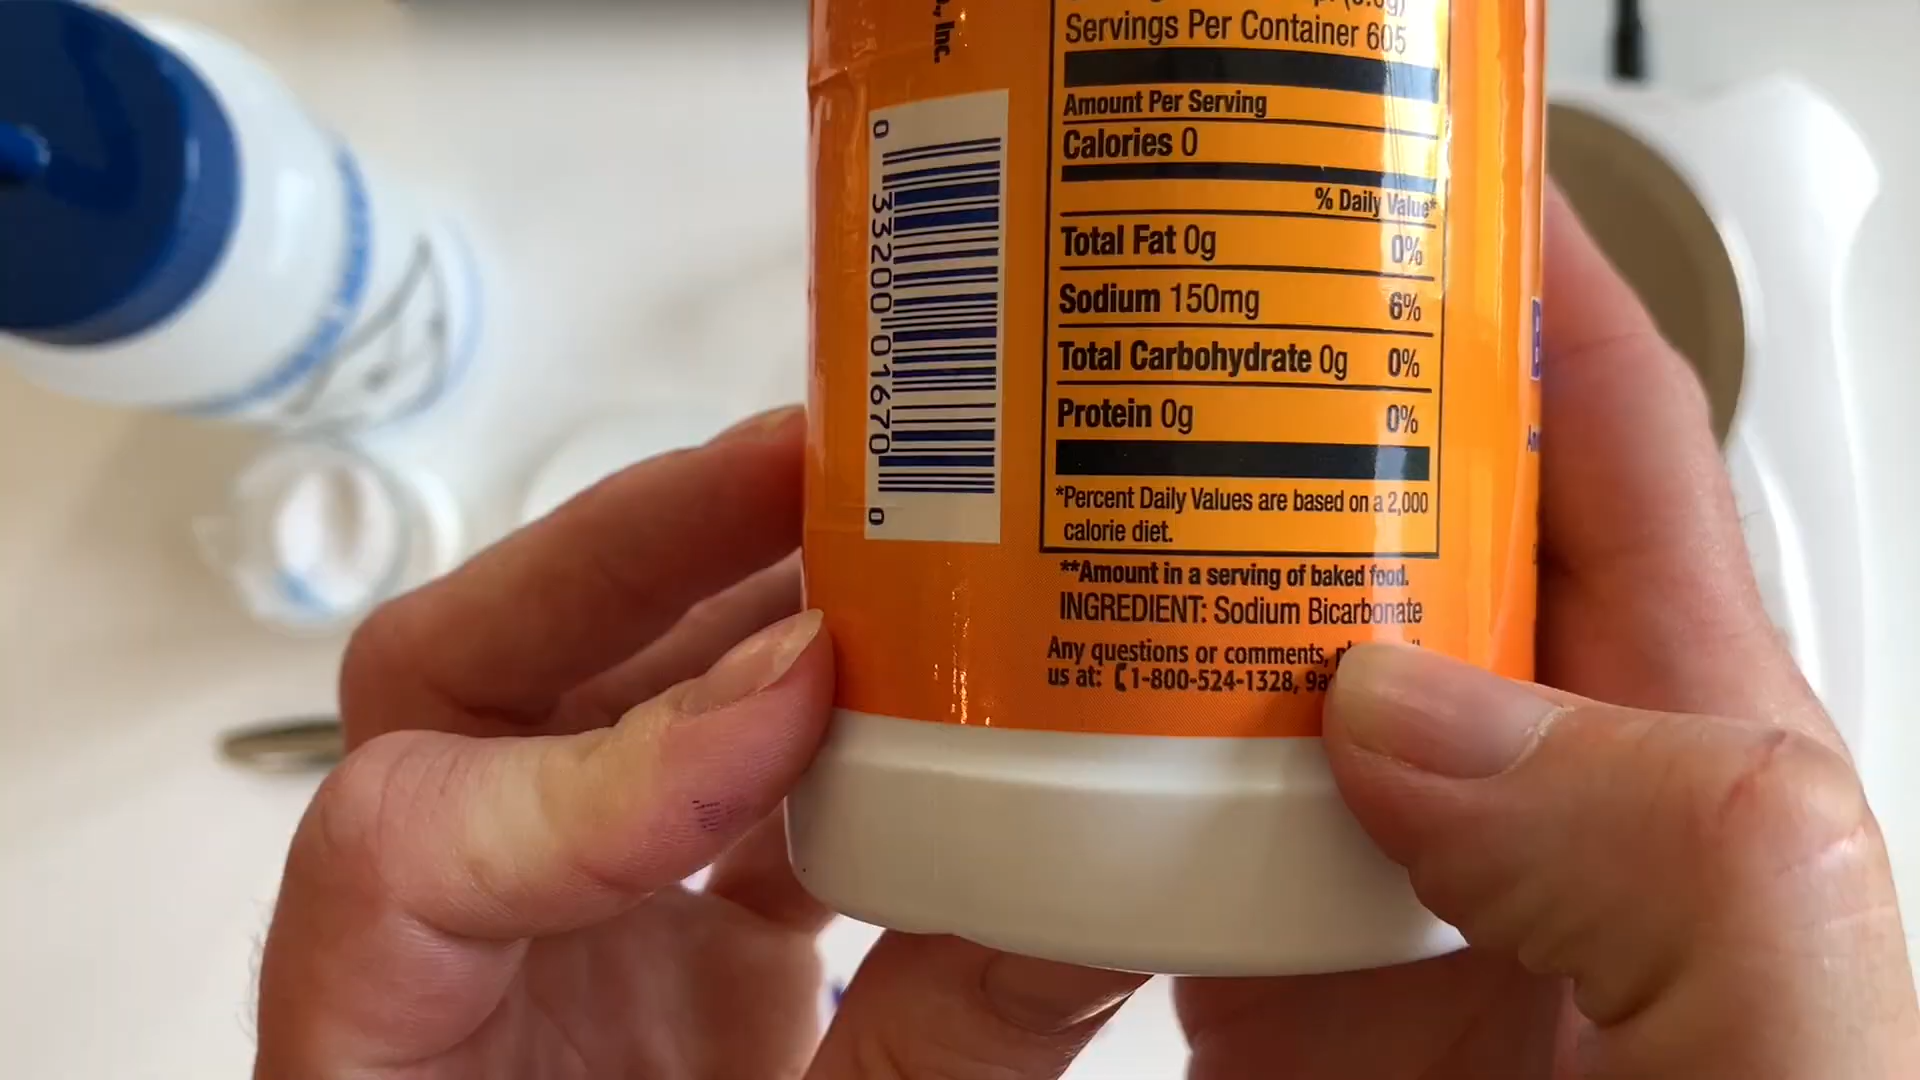 Servings Per Container 605
Amount Per Serving
Calories 0
% Daily Value*
Total Fat 0g 0%
Sodium 150mg 6%
Total Carbohydrate 0g 0%
Protein 0g 0%
*Percent Daily Values are based on a 2,000
calorie diet.
**Amount in a serving of baked food.
INGREDIENT: Sodium Bicarbonate
Any questions or comments,
us at: 1-800-524-1328,
Inc.
0 33200 01670 0